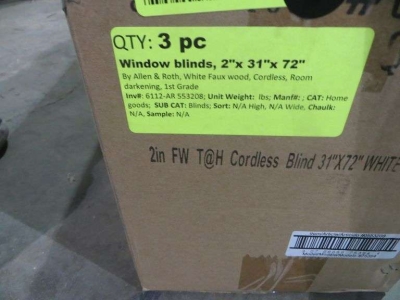 QTY: 3 pc
Window blinds, 2"x 31"x 72"
By Allen & Roth, White Faux wood, Cordless, Room
darkening, 1st Grade
Inv#: 6112-AR 553208; Unit Weight: lbs; Manf#: ; CAT: Home
goods; SUB CAT: Blinds; Sort: N/A High, N/A Wide, Chaulk:
N/A, Sample: N/A
2in FW T@H Cordless Blind 31"X72" WHITE